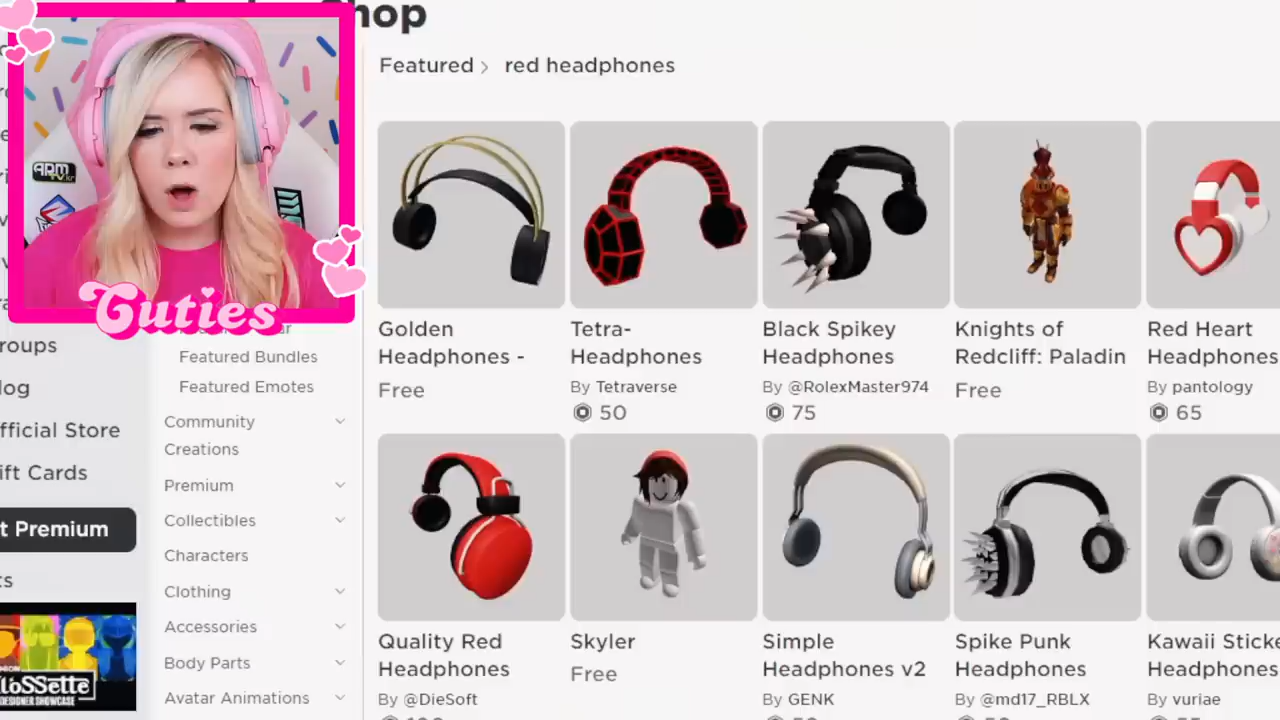 hop
Featured > red headphones
Cuties
Golden
Headphones -
Free
Tetra-
Headphones
By Tetraverse
50
Black Spikey
Headphones
By @RolexMaster974
75
Knights of
Redcliff: Paladin
Free
Red Heart
Headphones
By pantology
65
roups
log
fficial Store
ift Cards
t Premium
ts
Featured Bundles
Featured Emotes
Community
Creations
Premium
Collectibles
Characters
Clothing
Accessories
Body Parts
Avatar Animations
Quality Red
Headphones
By @DieSoft
Skyler
Free
Simple
Headphones v2
By GENK
Spike Punk
Headphones
By @md17_RBLX
Kawaii Sticke
Headphones
By vuriae